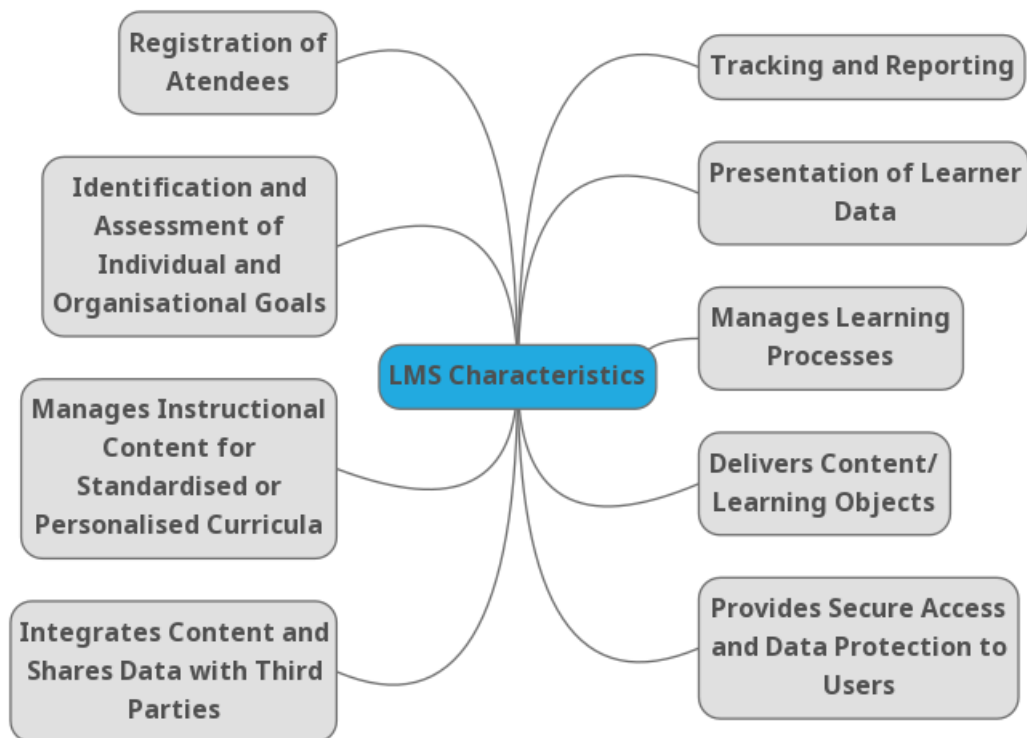 Registration of
Atendees
Identification and
Assessment of
Individual and
Organisational Goals
Manages Instructional
Content for
Standardised or
Personalised Curricula
Integrates Content and
Shares Data with Third
Parties
LMS Characteristics
Tracking and Reporting
Presentation of Learner
Data
Manages Learning
Processes
Delivers Content/
Learning Objects
Provides Secure Access
and Data Protection to
Users